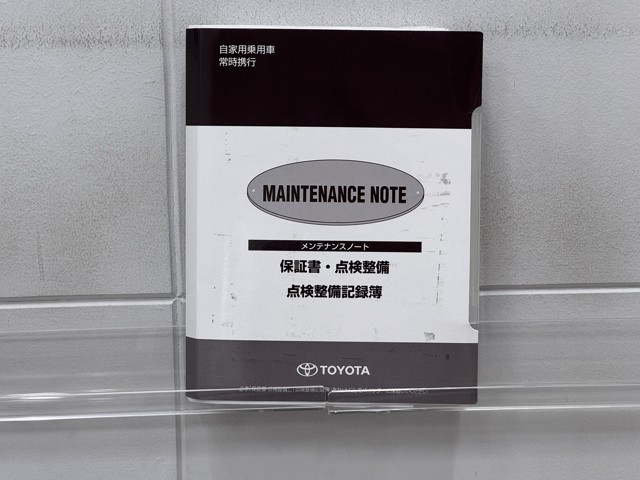 自家用乗用車
常時携行
MAINTENANCE NOTE
メンテナンスノート
保証書・点検整備
点検整備記録簿
TOYOTA